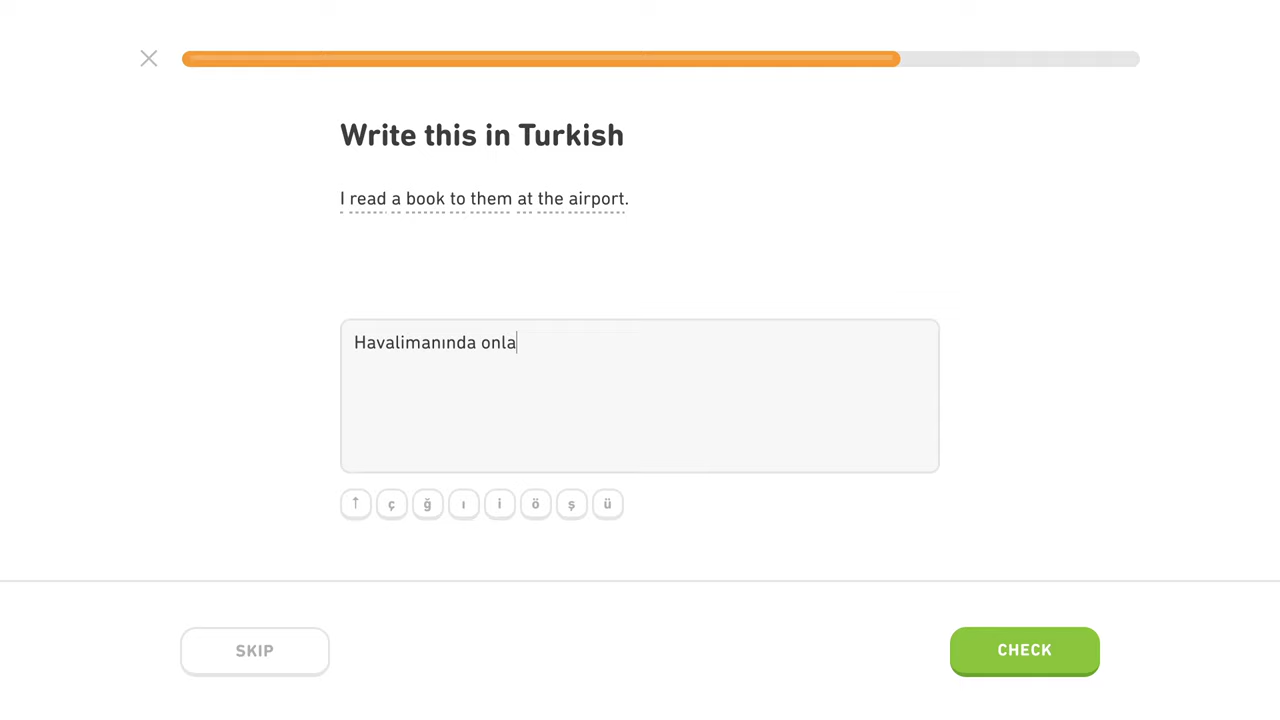 Write this in Turkish
I read a book to them at the airport.
Havalimanında onla
↑ ç ğ ı i ö ş ü
SKIP
CHECK